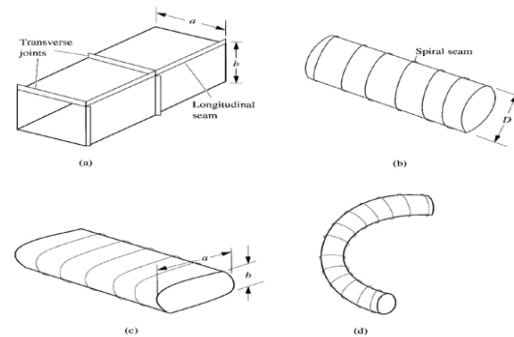 a
Transverse
joints
b
Longitudinal
seam
(a)
Spiral seam
D
(b)
a
b
(c)
(d)